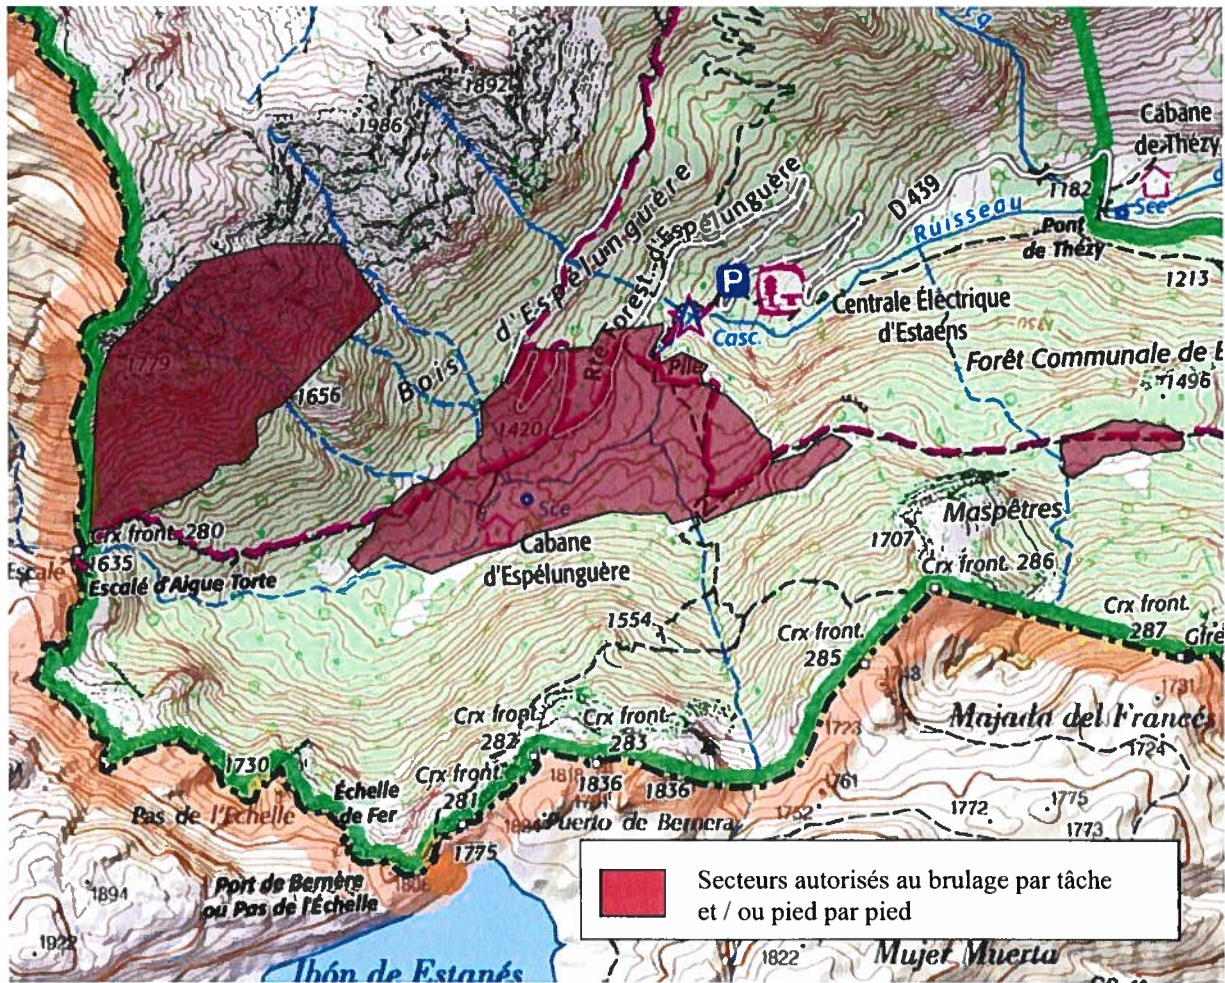 1892
1986
Cabane
de Thézy
1182
Sce
D 439
Ruisseau
Pont
de Thézy
1213
d'Espélunguère
Rte forest. d'Espélunguère
P
Casc.
Centrale Électrique
d'Estaens
Forêt Communale de
1496
1779
1656
Bois
Pile
1420
Sce
Cabane
d'Espélunguère
Crx front. 280
1635
Escalé
Escalé d'Aigue Torte
Maspêtres
1707
Crx front. 286
1554
Crx front.
285
Crx front.
287
1731
Majada del Francés
1724
1723
Crx front.
282
Crx front.
283
1730
Échelle
de Fer
Crx front.
281
1836
1836
1761
1752
1772
1775
1773
Pas de l'Échelle
Puerto de Bernera
1775
Port de Bernère
ou Pas de l'Échelle
1894
1922
Ibón de Estanés
Secteurs autorisés au brulage par tâche
et / ou pied par pied
1822
Mujer Muerta